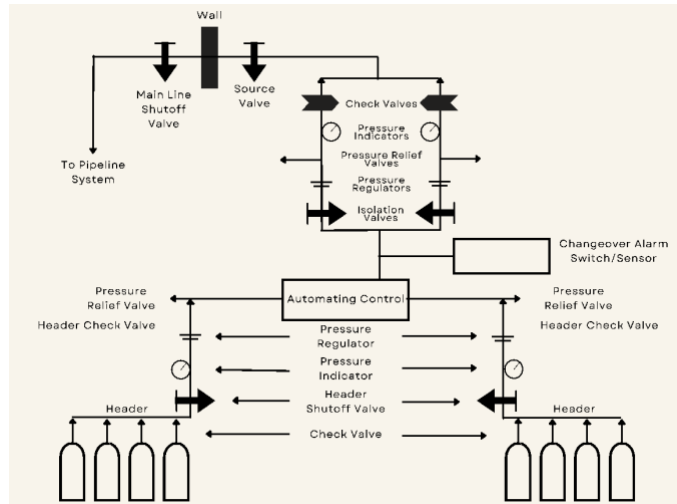 Wall
Main Line
Shutoff
Valve
Source
Valve
To Pipeline
System
Check Valves
Pressure
Indicators
Pressure Relief
Valves
Pressure
Regulators
Isolation
Valves
Changeover Alarm
Switch/Sensor
Automating Control
Pressure
Relief Valve
Header Check Valve
Pressure
Relief Valve
Header Check Valve
Pressure
Regulator
Pressure
Indicator
Header
Shutoff Valve
Check Valve
Header
Header